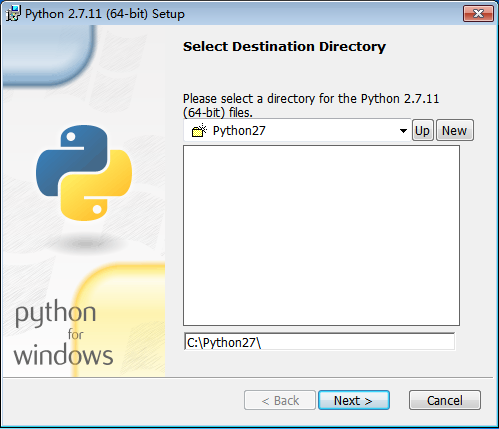 Python 2.7.11 (64-bit) Setup
Select Destination Directory
Please select a directory for the Python 2.7.11
(64-bit) files.
Python27
Up
New
C:\Python27\
python
for
windows
< Back
Next >
Cancel